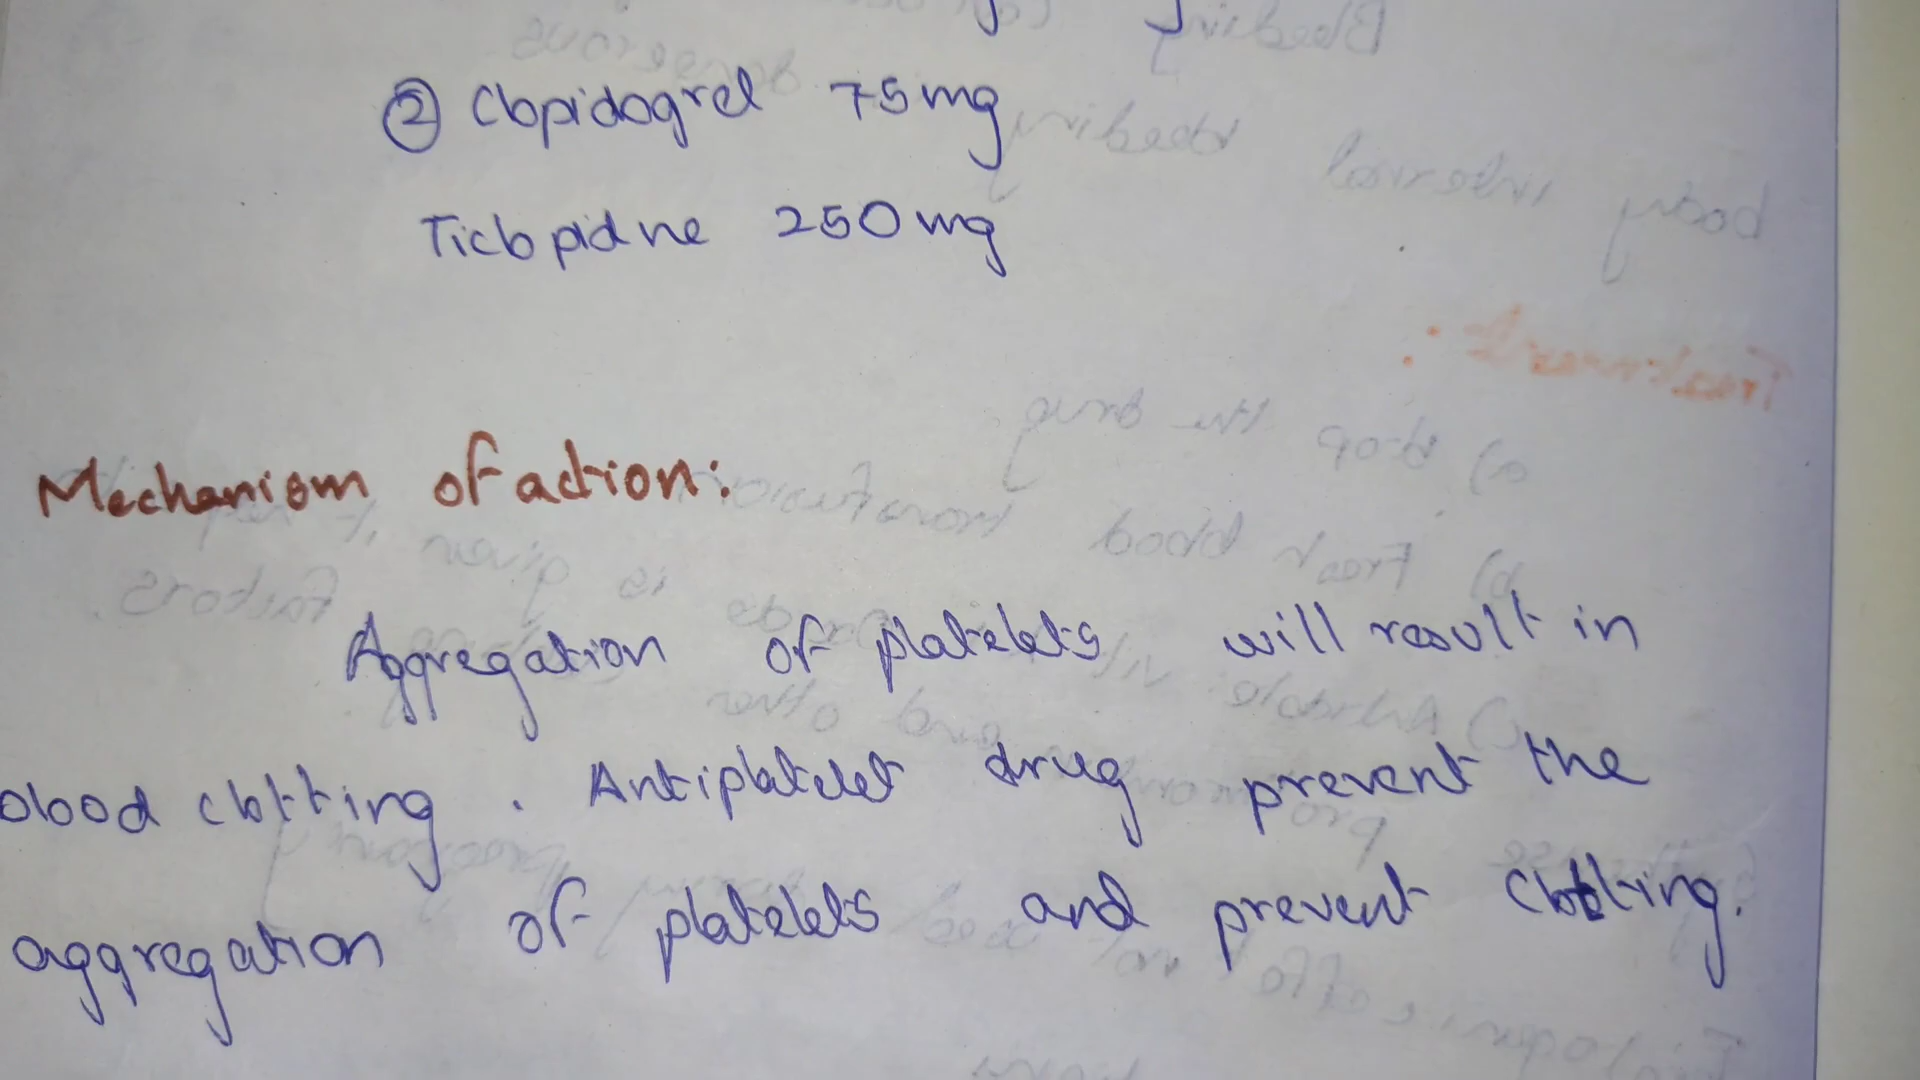 ② Clopidogrel 75mg
Ticlopidne 250mg
Mechanism of action:
Aggregation of platelets will result in
blood clotting. Antiplatelet drug prevent the
aggregation of platelets and prevent clotting.